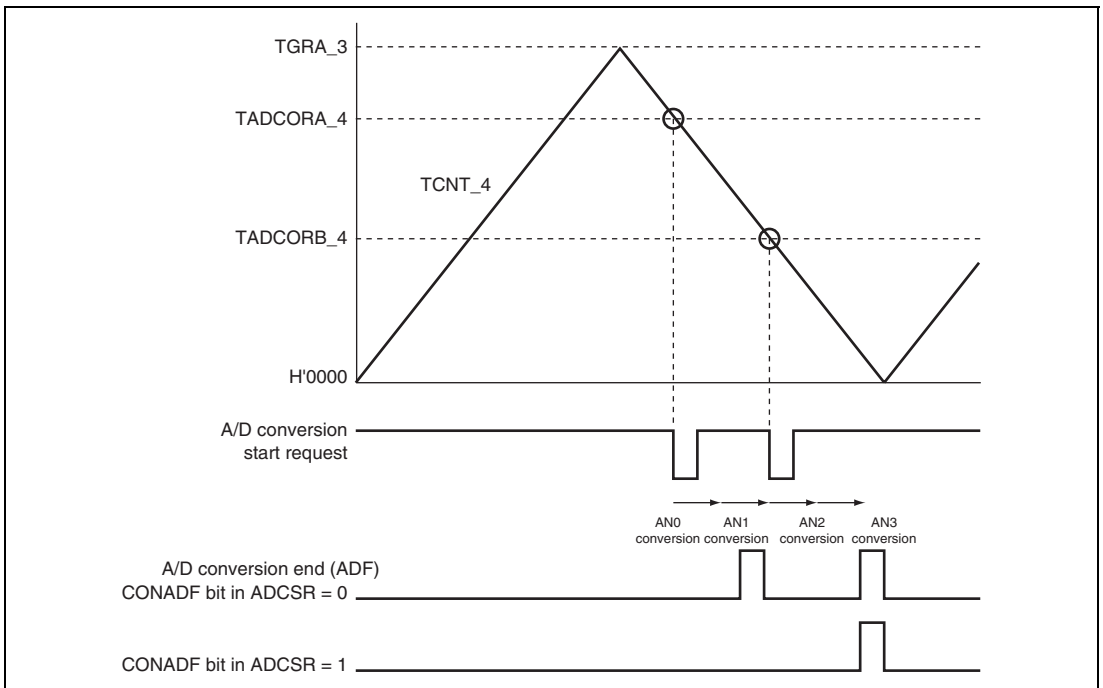 TGRA_3
TADCORA_4
TCNT_4
TADCORB_4
H'0000
A/D conversion
start request
AN0 AN1 AN2 AN3
conversion conversion conversion conversion
A/D conversion end (ADF)
CONADF bit in ADCSR = 0
CONADF bit in ADCSR = 1